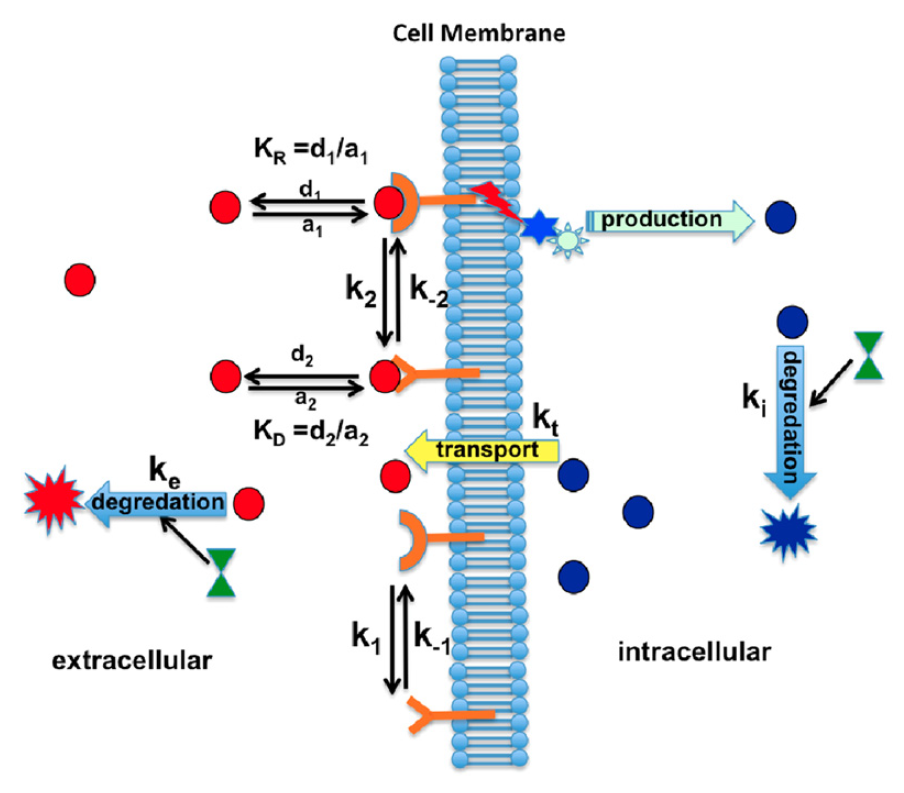 Cell Membrane
K_R =d_1/a_1
d_1
a_1
production
k_2
k_-2
d_2
a_2
K_D =d_2/a_2
k_i
degredation
k_t
transport
k_e
degredation
k_1
k_-1
extracellular
intracellular